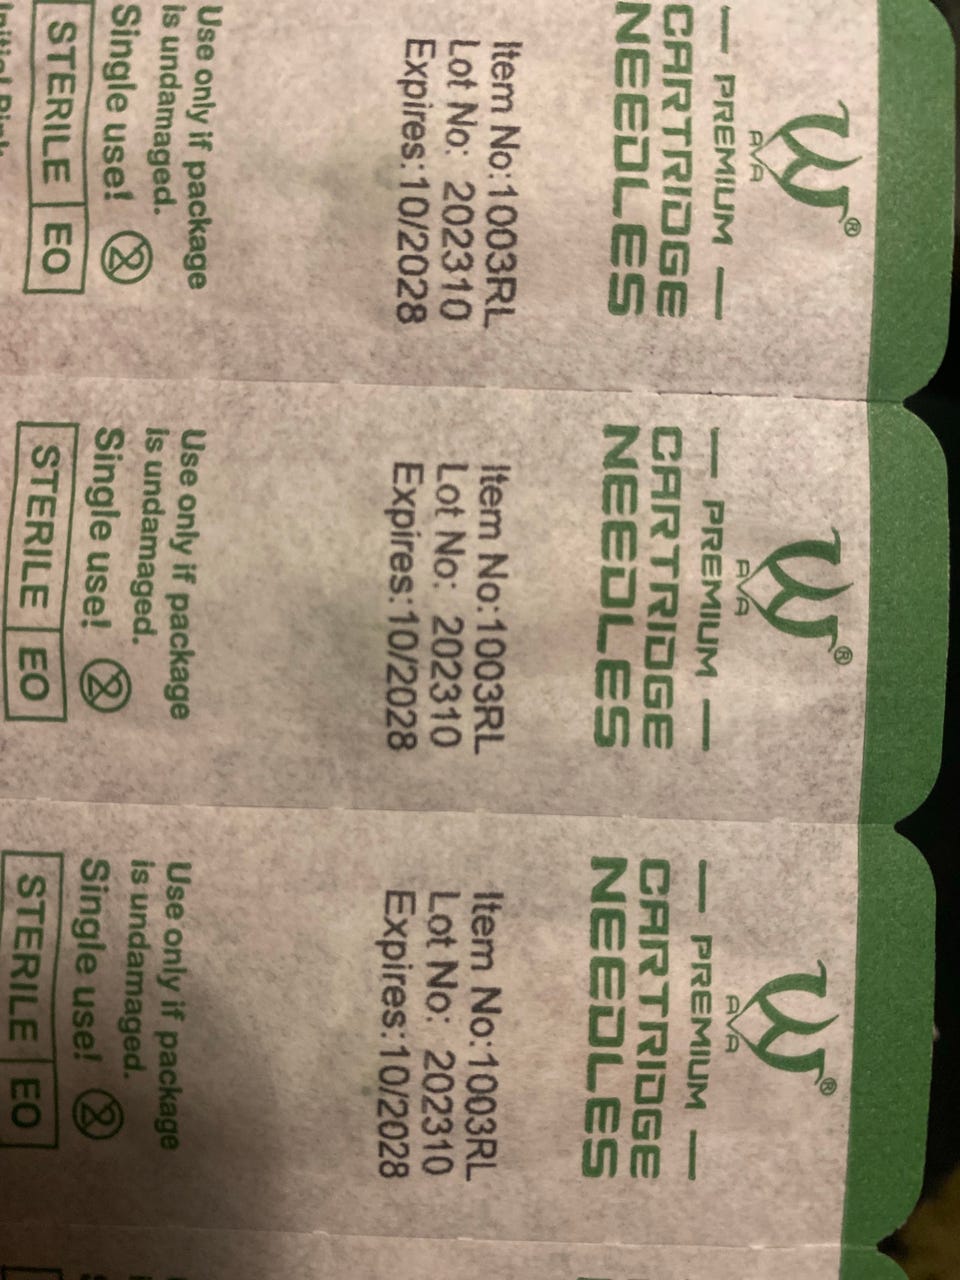 AVA
®
— PREMIUM —
CARTRIDGE
NEEDLES
Item No:1003RL
Lot No: 202310
Expires:10/2028
Use only if package
is undamaged.
Single use! 2
STERILE EO
AVA
®
— PREMIUM —
CARTRIDGE
NEEDLES
Item No:1003RL
Lot No: 202310
Expires:10/2028
Use only if package
is undamaged.
Single use! 2
STERILE EO
AVA
®
— PREMIUM —
CARTRIDGE
NEEDLES
Item No:1003RL
Lot No: 202310
Expires:10/2028
Use only if package
is undamaged.
Single use! 2
STERILE EO